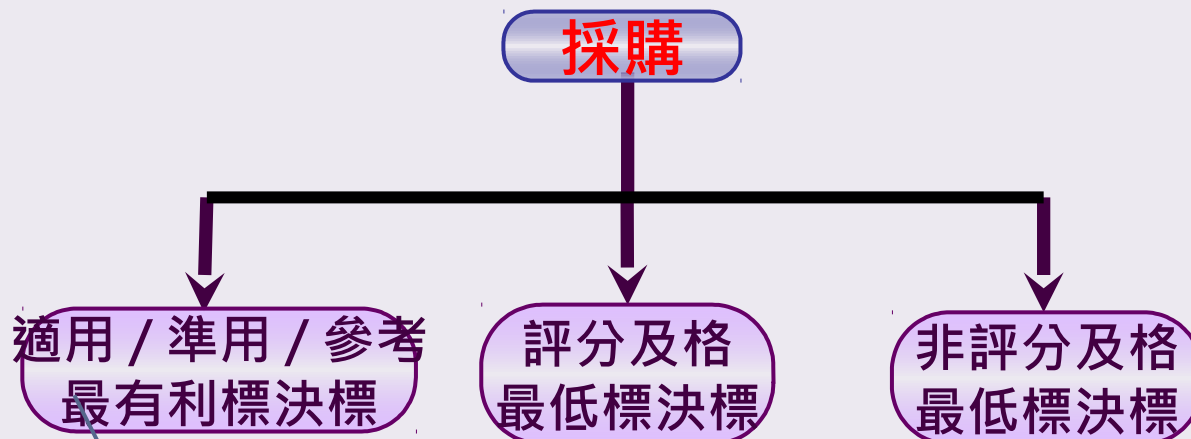 採購
適用 / 準用 / 參考
最有利標決標
評分及格
最低標決標
非評分及格
最低標決標